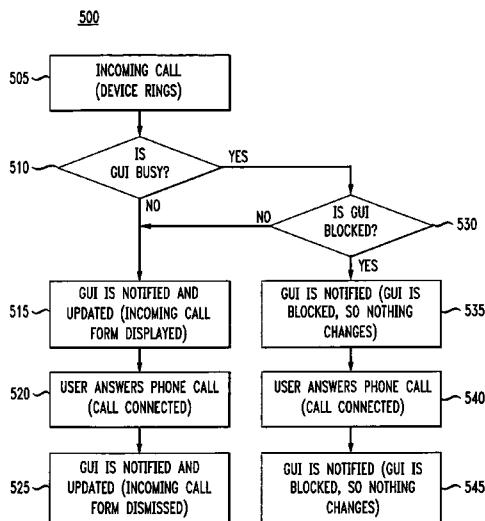 500
505
INCOMING CALL
(DEVICE RINGS)
510
IS
GUI BUSY?
YES
NO
NO
IS GUI
BLOCKED?
530
YES
515
GUI IS NOTIFIED AND
UPDATED (INCOMING CALL
FORM DISPLAYED)
GUI IS NOTIFIED (GUI IS
BLOCKED, SO NOTHING
CHANGES)
535
520
USER ANSWERS PHONE CALL
(CALL CONNECTED)
USER ANSWERS PHONE CALL
(CALL CONNECTED)
540
525
GUI IS NOTIFIED AND
UPDATED (INCOMING CALL
FORM DISMISSED)
GUI IS NOTIFIED (GUI IS
BLOCKED, SO NOTHING
CHANGES)
545